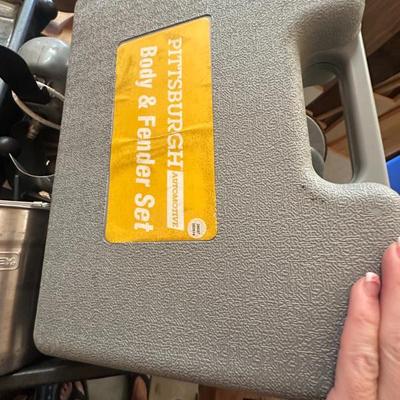 PITTSBURGH
AUTOMOTIVE
Body & Fender Set